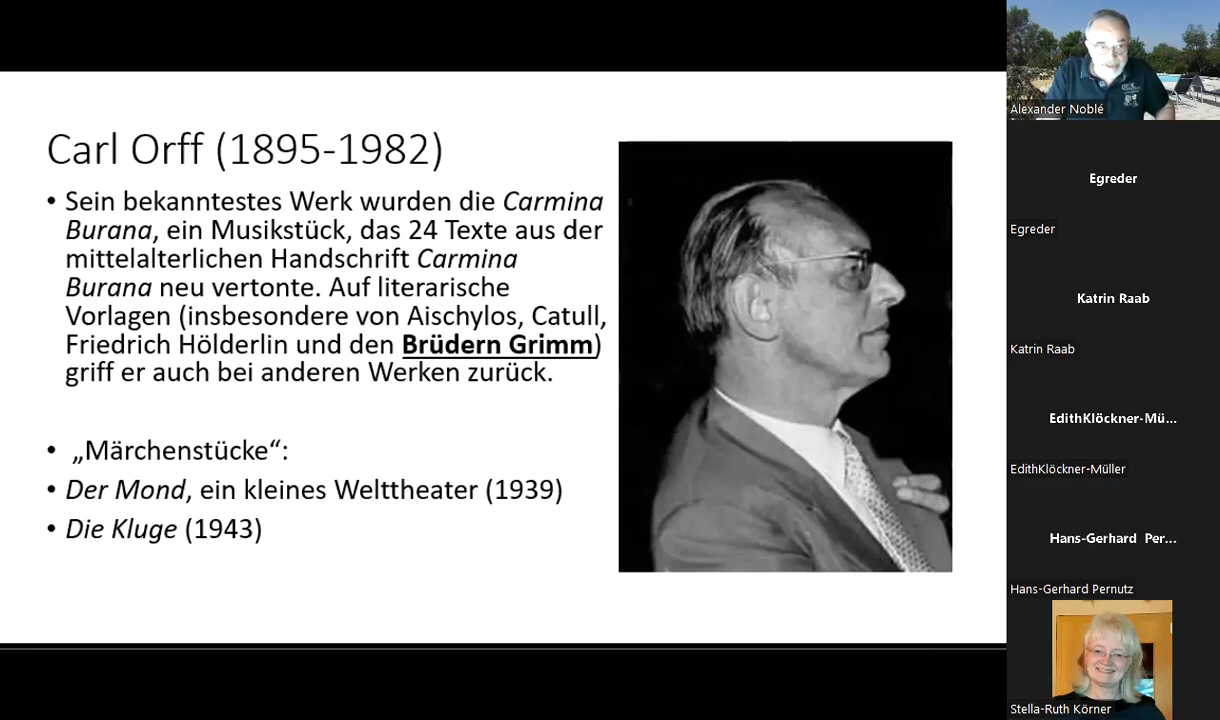 Carl Orff (1895-1982)
• Sein bekanntestes Werk wurden die Carmina
Burana, ein Musikstück, das 24 Texte aus der
mittelalterlichen Handschrift Carmina
Burana neu vertonte. Auf literarische
Vorlagen (insbesondere von Aischylos, Catull,
Friedrich Hölderlin und den Brüdern Grimm)
griff er auch bei anderen Werken zurück.
• „Märchenstücke“:
• Der Mond, ein kleines Welttheater (1939)
• Die Kluge (1943)
Alexander Noblé
Egreder
Egreder
Katrin Raab
Katrin Raab
EdithKlöckner-Mü...
EdithKlöckner-Müller
Hans-Gerhard Per...
Hans-Gerhard Pernutz
Stella-Ruth Körner